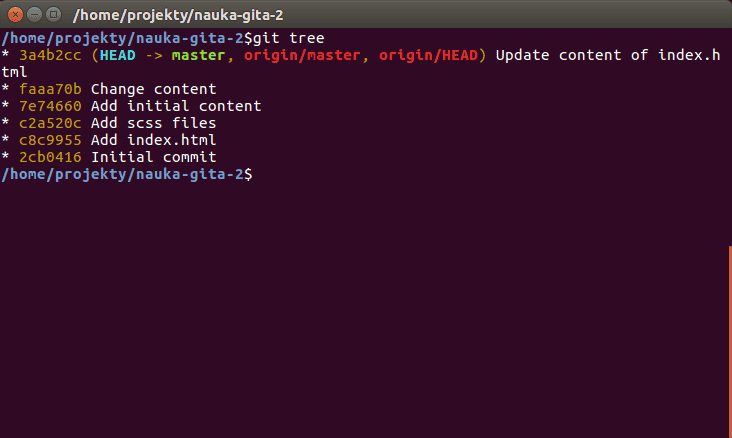 /home/projekty/nauka-gita-2
/home/projekty/nauka-gita-2$git tree
* 3a4b2cc (HEAD -> master, origin/master, origin/HEAD) Update content of index.h
tml
* faaa70b Change content
* 7e74660 Add initial content
* c2a520c Add scss files
* c8c9955 Add index.html
* 2cb0416 Initial commit
/home/projekty/nauka-gita-2$